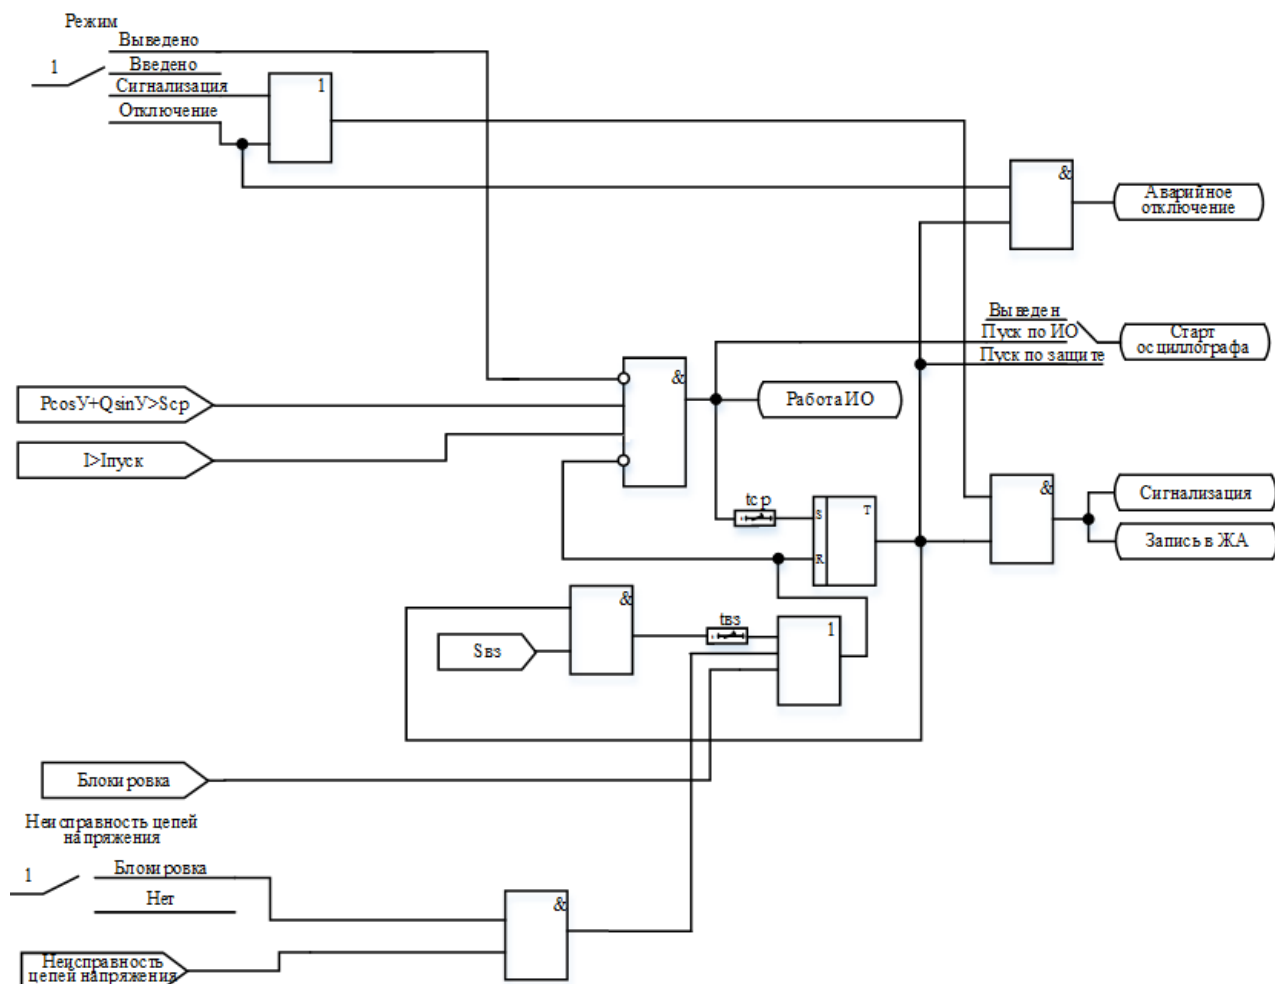 Режим
Выведено
1
Введено
Сигнализация
Отключение
1
&
Аварийное
отключение
Выведен
Пуск по ИО
Пуск по защите
Старт
осциллографа
PcosУ+QsinУ>Sср
I>Iпуск
&
Работа ИО
tср
S
T
R
&
Сигнализация
Запись в ЖА
&
Sвз
tвз
1
Блокировка
Неисправность цепей
напряжения
1
Блокировка
Нет
&
Неисправность
цепей напряжения